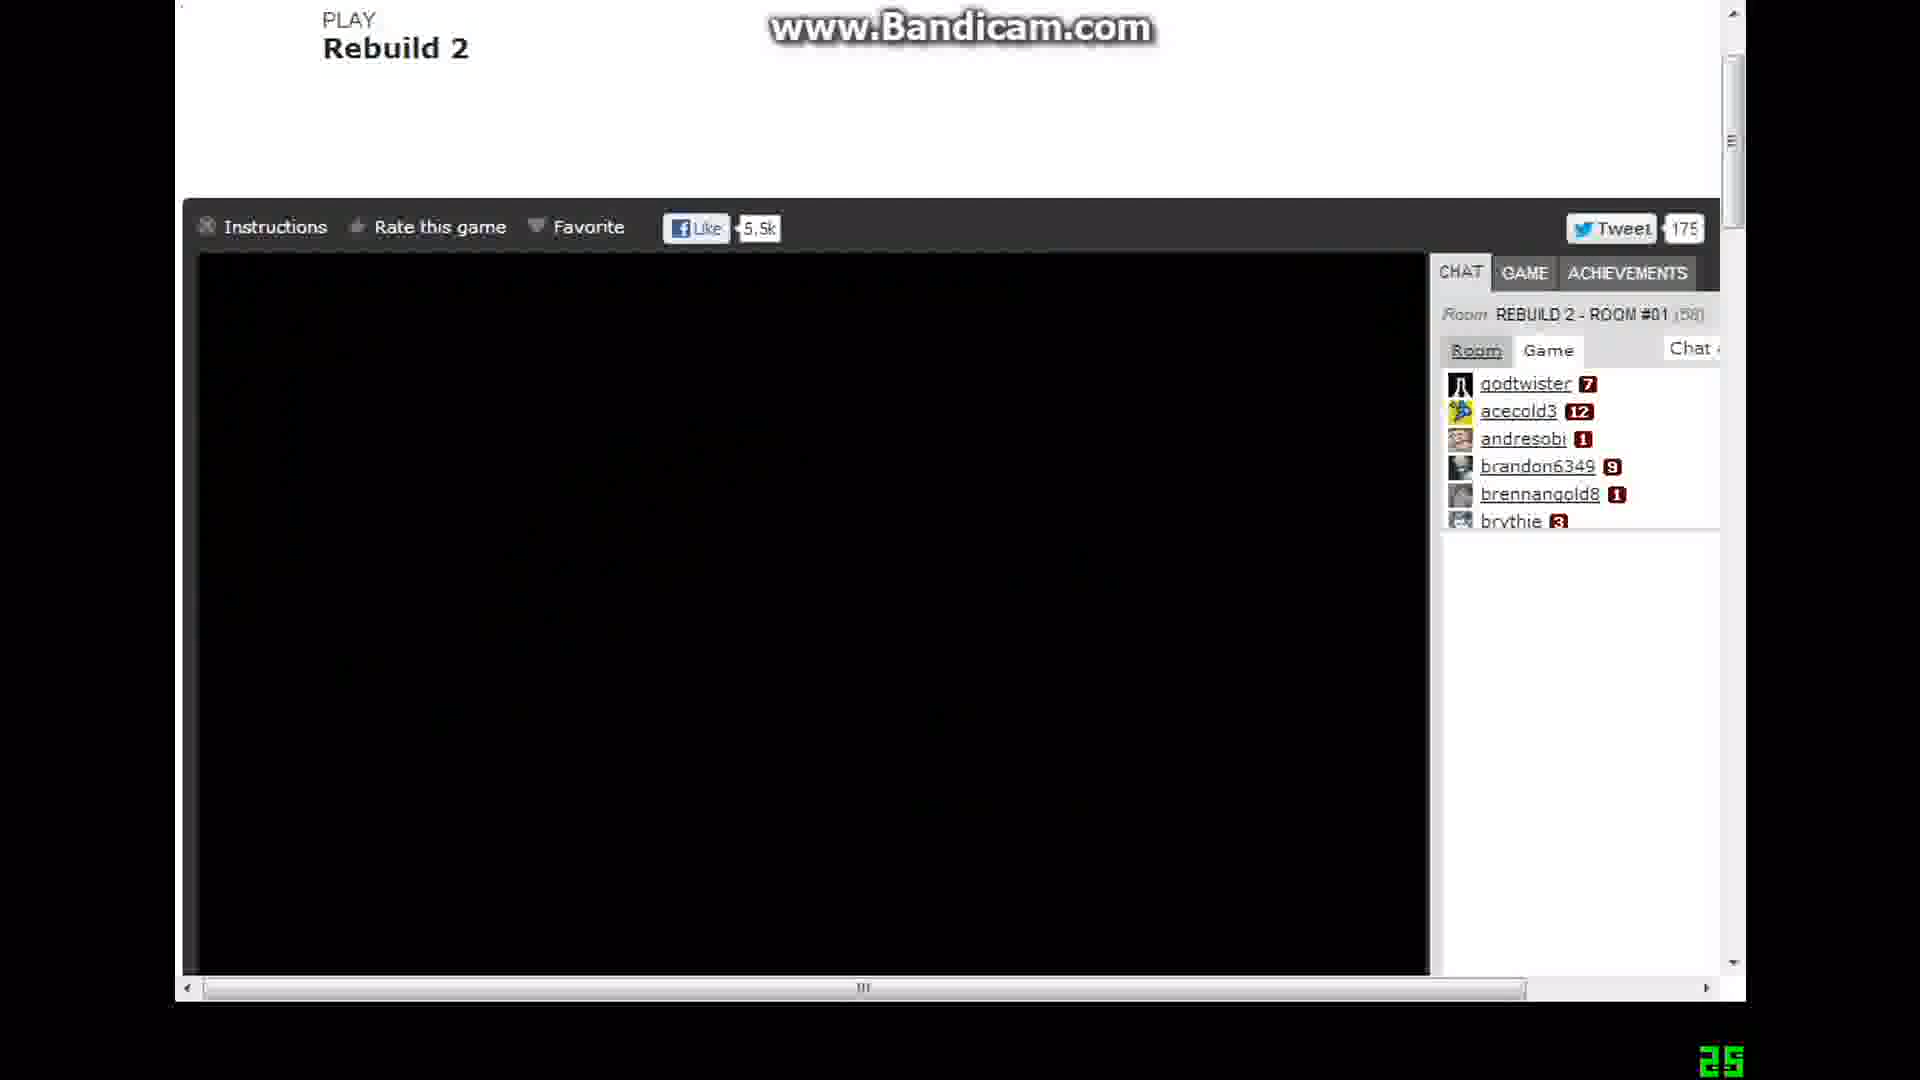 PLAY
www.Bandicam.com
Rebuild 2
Instructions Rate this game Favorite Like 5,5k Tweet 175
CHAT GAME ACHIEVEMENTS
Room REBUILD 2 - ROOM #01 (58)
Room Game Chat
godtwister 7
acecold3 12
andresobi 1
brandon6349 9
brennangold8 1
brythie 3
25